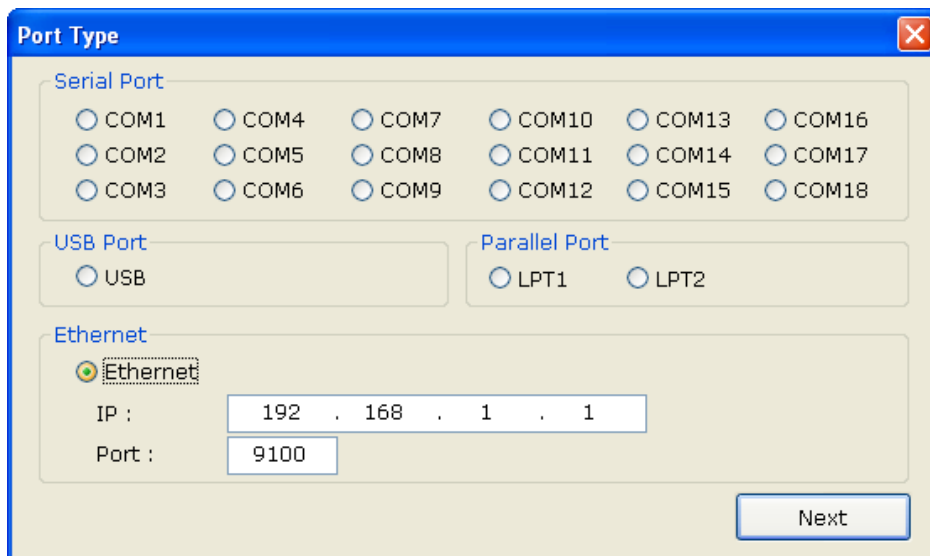 Port Type
Serial Port
COM1 COM4 COM7 COM10 COM13 COM16
COM2 COM5 COM8 COM11 COM14 COM17
COM3 COM6 COM9 COM12 COM15 COM18
USB Port Parallel Port
USB LPT1 LPT2
Ethernet
Ethernet
IP : 192 . 168 . 1 . 1
Port : 9100
Next